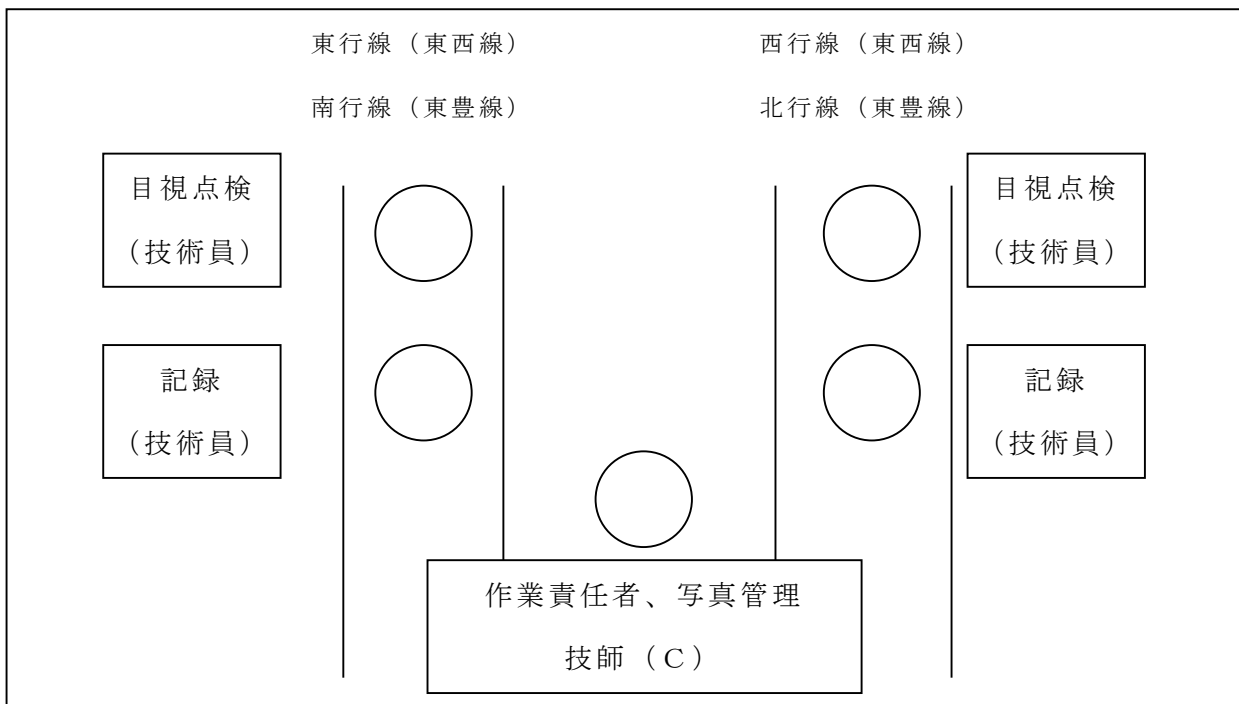 東行線（東西線）
西行線（東西線）
南行線（東豊線）
北行線（東豊線）
目視点検
（技術員）
目視点検
（技術員）
記録
（技術員）
記録
（技術員）
作業責任者、写真管理
技師（C）